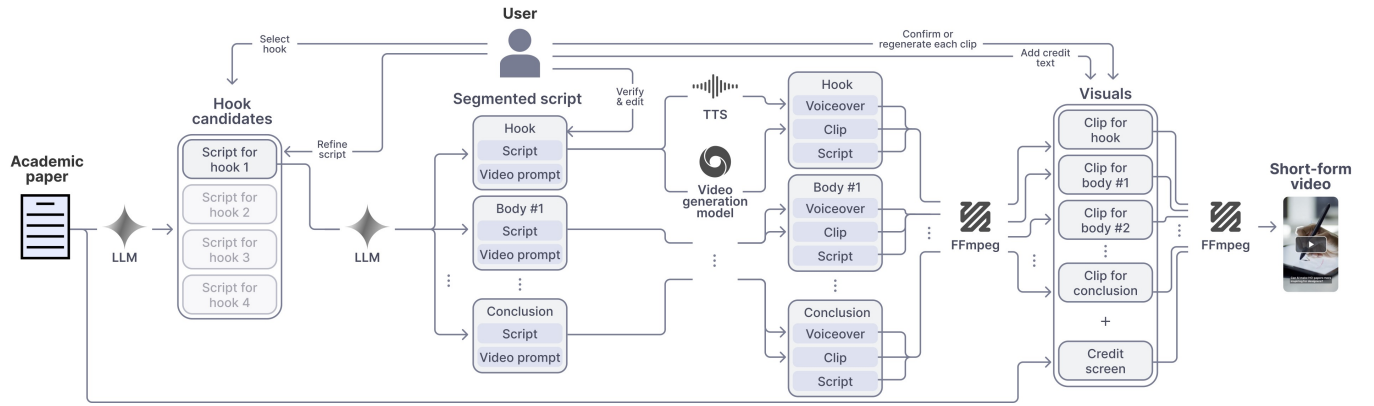 User
Select
hook
Confirm or
regenerate each clip
Add credit
text
Verify
& edit
Refine
script
Academic
paper
LLM
Hook
candidates
Script for
hook 1
Script for
hook 2
Script for
hook 3
Script for
hook 4
LLM
Segmented script
Hook
Script
Video prompt
Body #1
Script
Video prompt
Conclusion
Script
Video prompt
TTS
Video
generation
model
Hook
Voiceover
Clip
Script
Body #1
Voiceover
Clip
Script
Conclusion
Voiceover
Clip
Script
FFmpeg
Visuals
Clip for
hook
Clip for
body #1
Clip for
body #2
Clip for
conclusion
+
Credit
screen
FFmpeg
Short-form
video